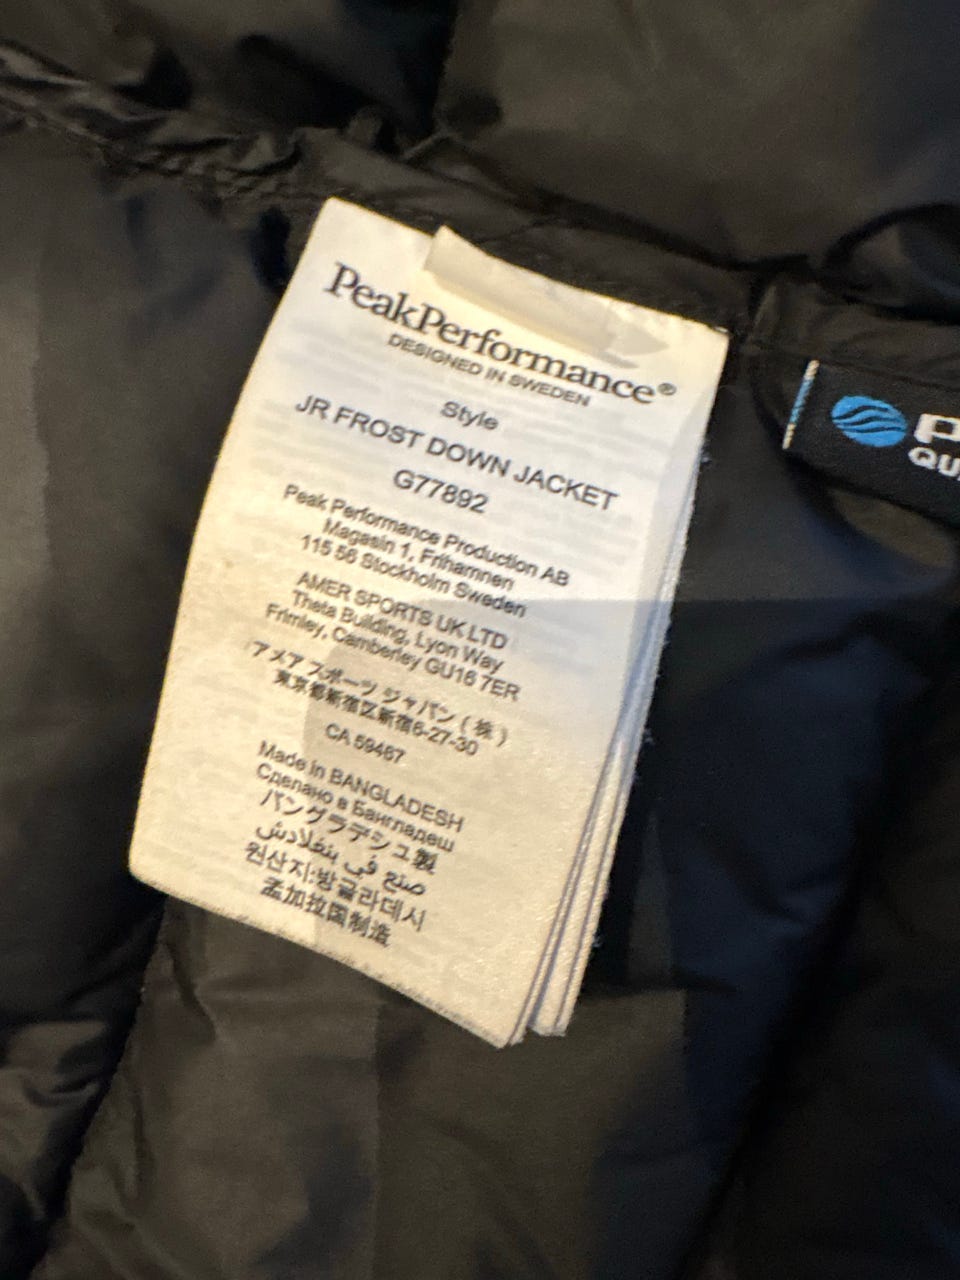 PeakPerformance®
DESIGNED IN SWEDEN
Style
JR FROST DOWN JACKET
G77892
Peak Performance Production AB
Magasin 1, Frihamnen
115 56 Stockholm Sweden
AMER SPORTS UK LTD
Theta Building, Lyon Way
Frimley, Camberley GU16 7ER
アメアスポーツ ジャパン (株)
東京都新宿区新宿6-27-30
CA 59467
Made in BANGLADESH
Сделано в Бангладеш
バングラデシュ製
صنع في بنغلادش
원산지:방글라데시
孟加拉国制造
P
QU